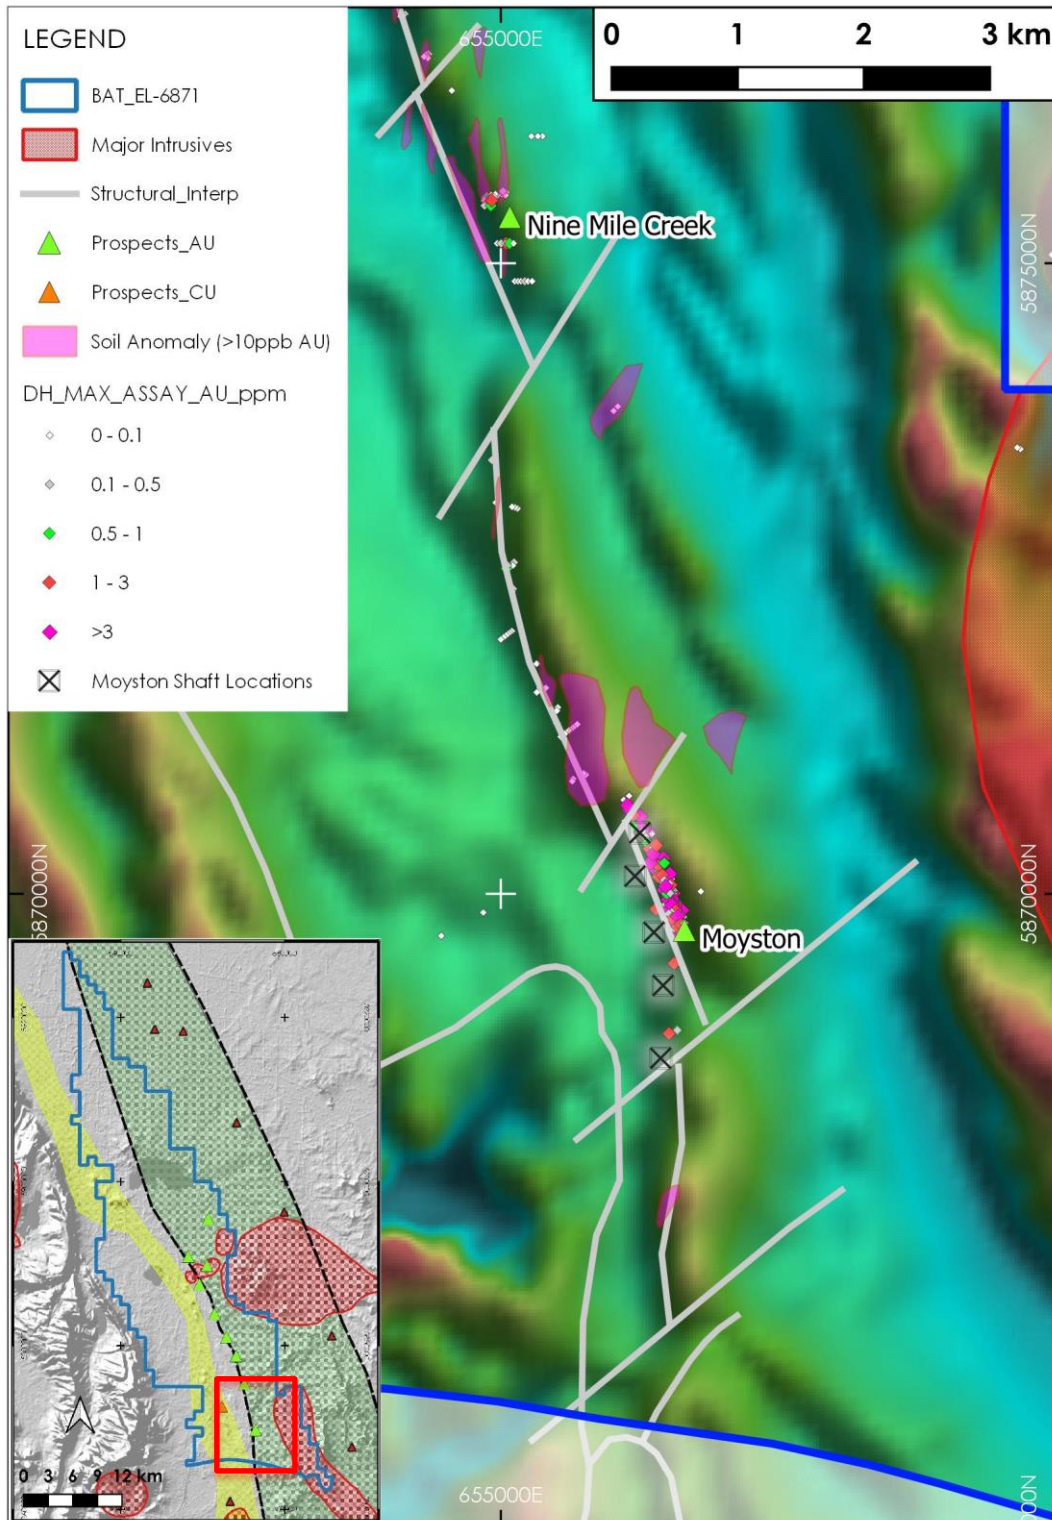 LEGEND
BAT_EL-6871
Major Intrusives
Structural_Interp
Prospects_AU
Prospects_CU
Soil Anomaly (>10ppb AU)
DH_MAX_ASSAY_AU_ppm
0 - 0.1
0.1 - 0.5
0.5 - 1
1 - 3
>3
Moyston Shaft Locations
655000E
0 1 2 3 km
Nine Mile Creek
5875000N
5870000N
5870000N
Moyston
0 3 6 9 12 km
655000E